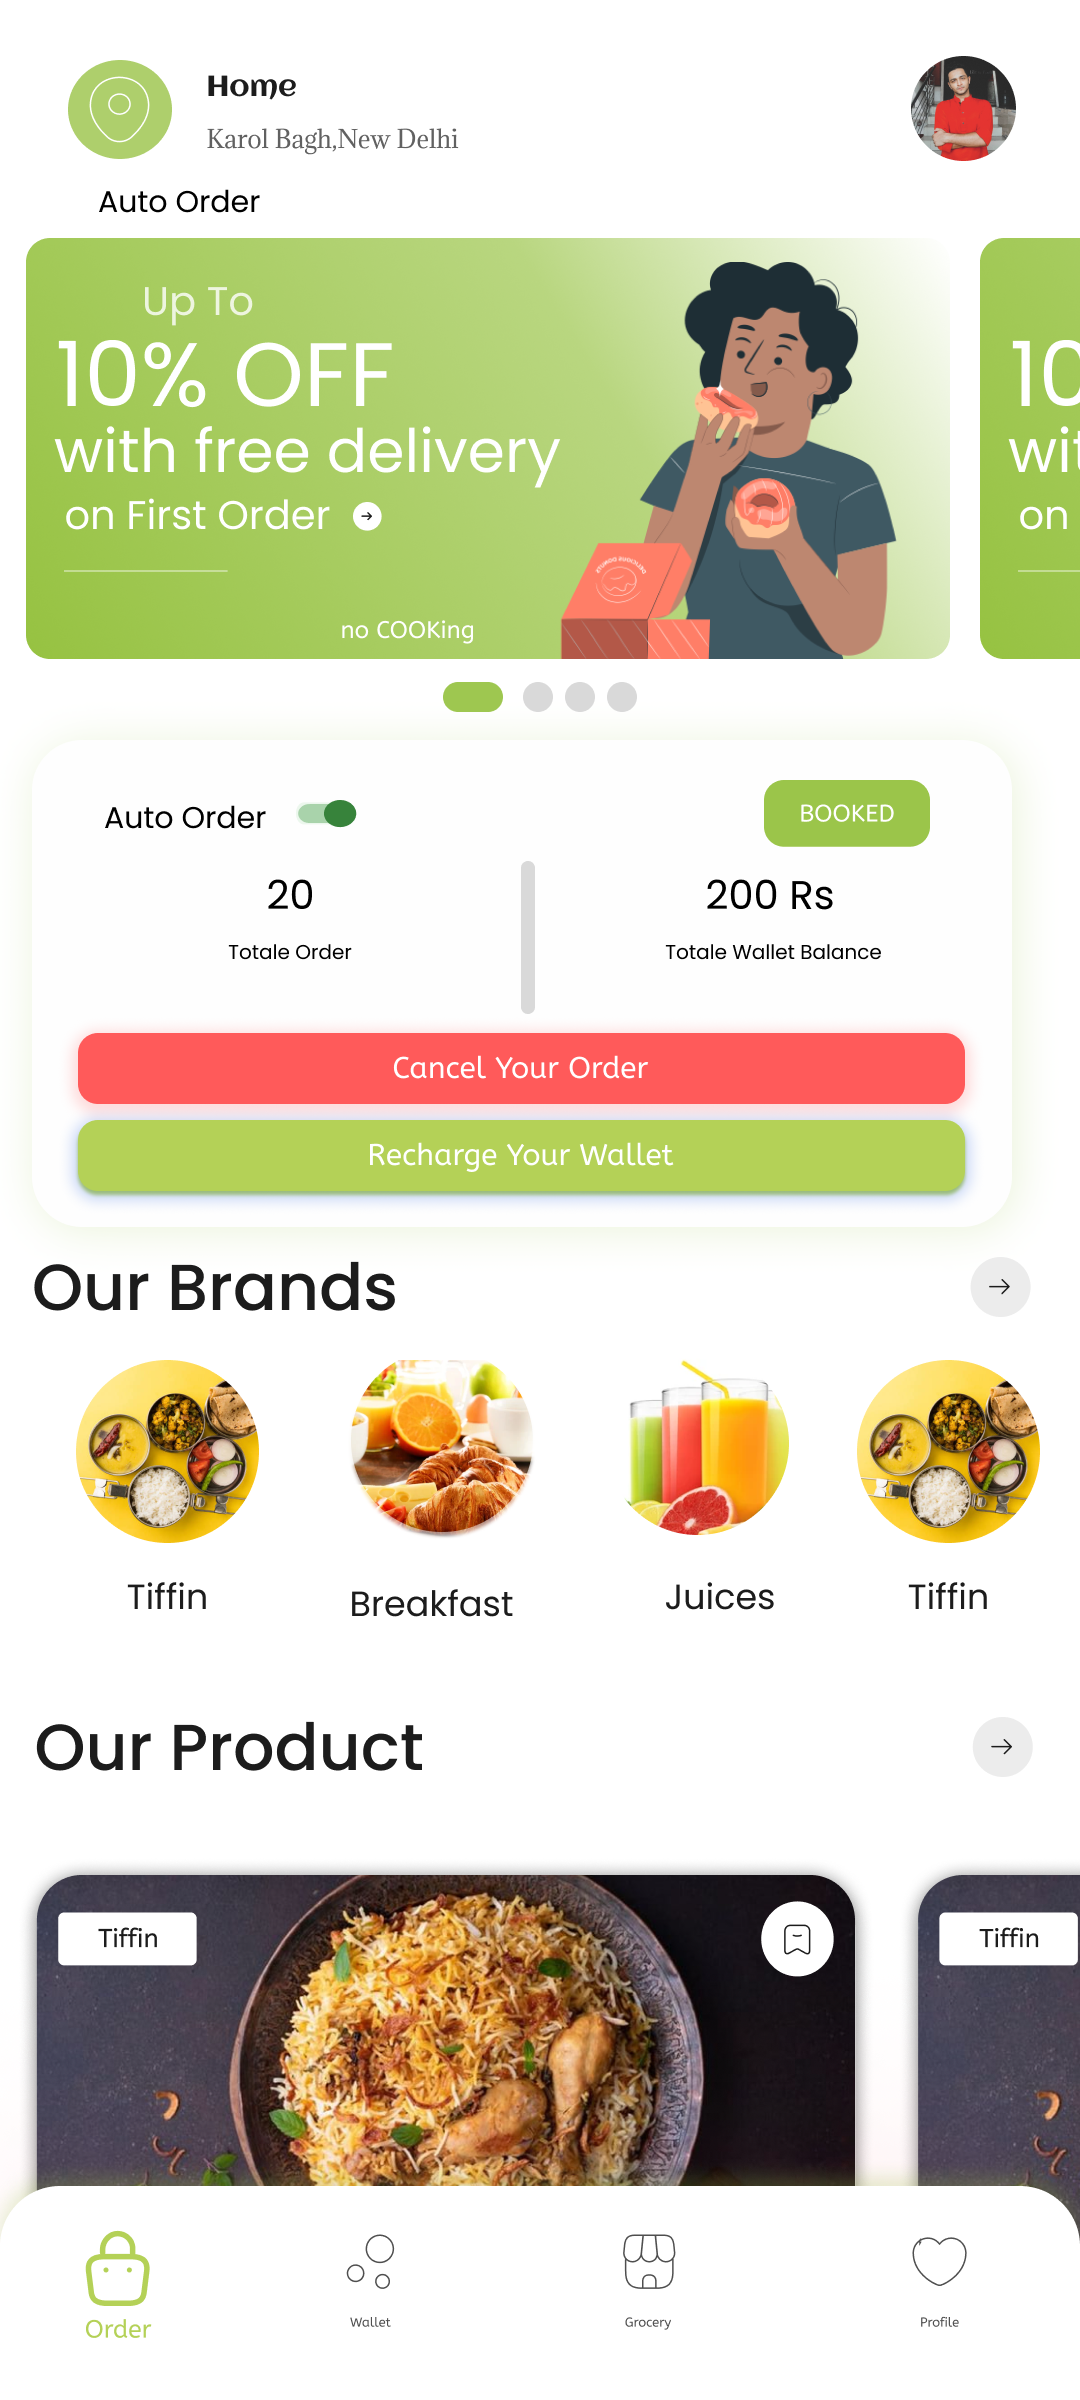 Home
Karol Bagh,New Delhi
Auto Order
Up To
10% OFF
with free delivery
on First Order
no COOKing
10
wit
on
Auto Order
BOOKED
20
200 Rs
Totale Order
Totale Wallet Balance
Cancel Your Order
Recharge Your Wallet
Our Brands
Tiffin
Breakfast
Juices
Tiffin
Our Product
Tiffin
Tiffin
Order
Wallet
Grocery
Profile